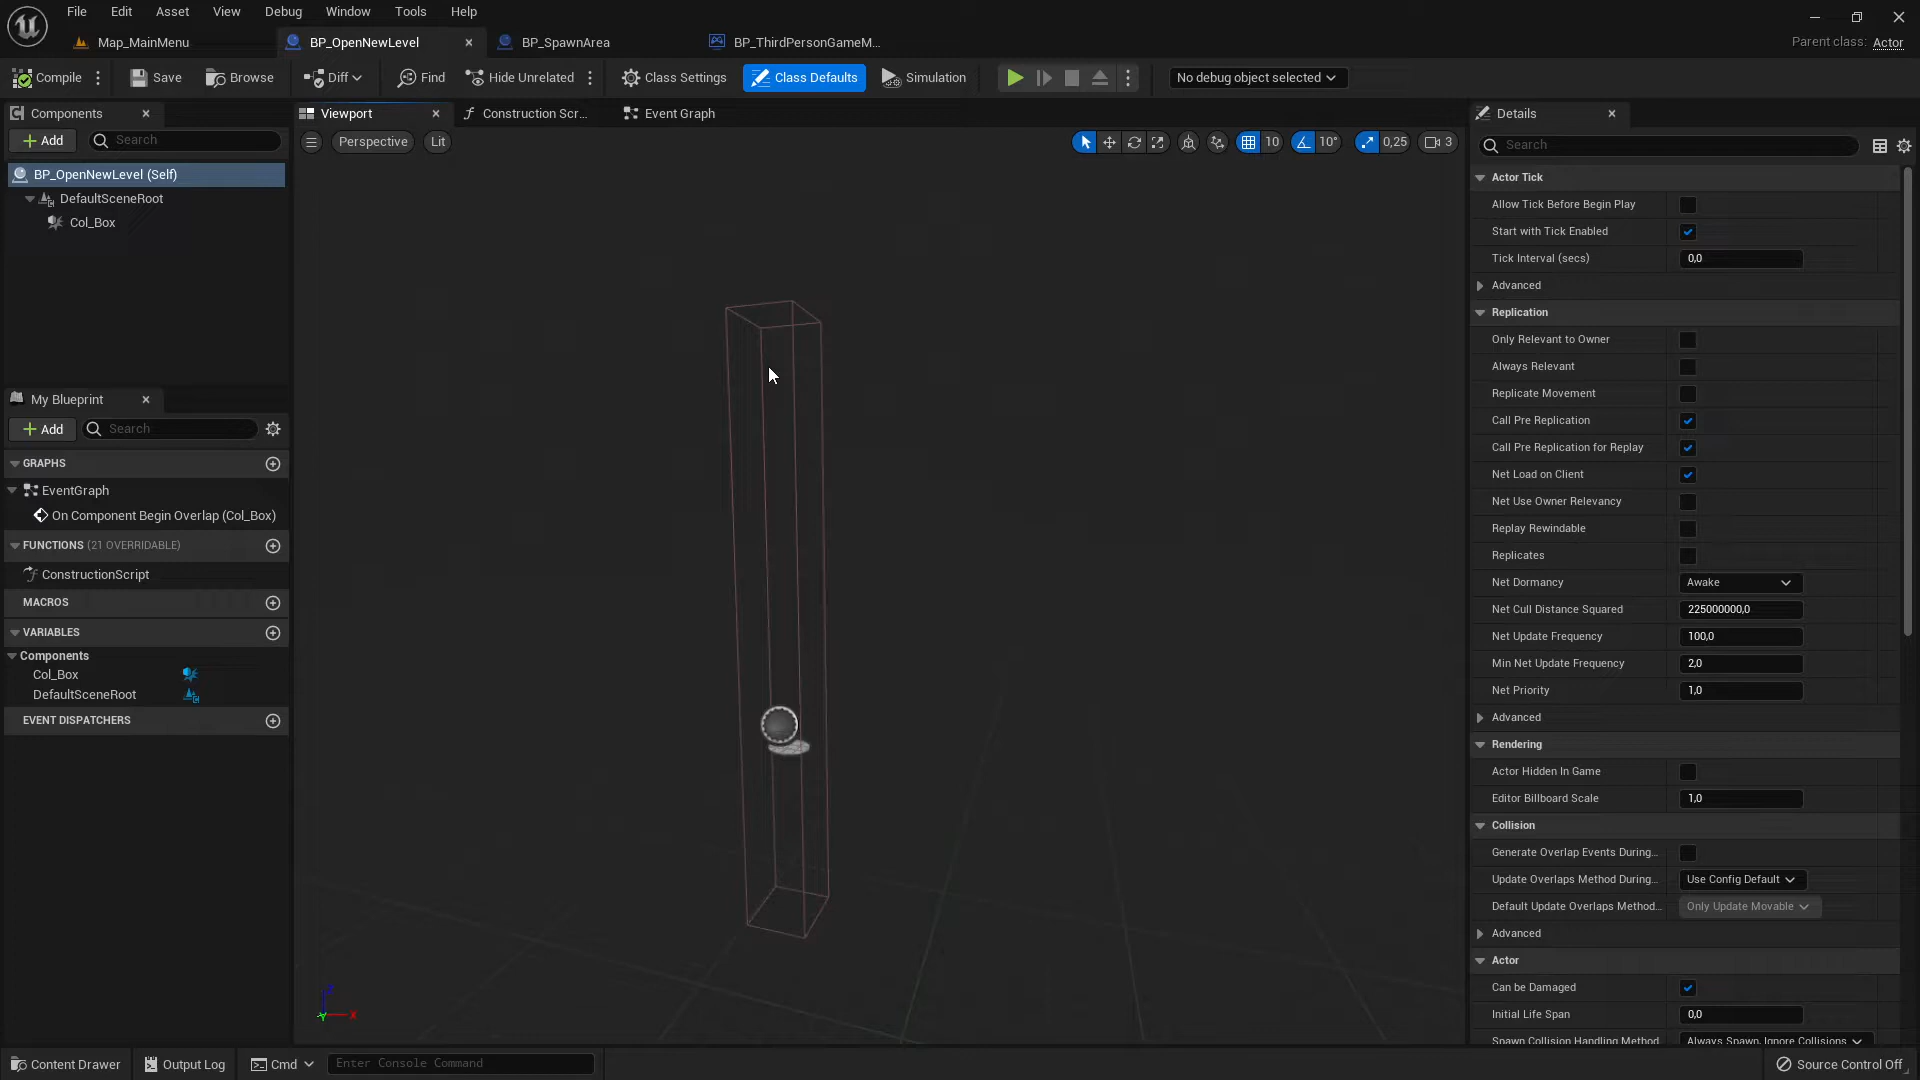 File Edit Asset View Debug Window Tools Help
Map_MainMenu BP_OpenNewLevel BP_SpawnArea BP_ThirdPersonGameM... Parent class: Actor
Compile Save Browse Diff Find Hide Unrelated Class Settings Class Defaults Simulation No debug object selected
Components
Add Search
BP_OpenNewLevel (Self)
DefaultSceneRoot
Col_Box
My Blueprint
Add Search
GRAPHS
EventGraph
On Component Begin Overlap (Col_Box)
FUNCTIONS (21 OVERRIDABLE)
ConstructionScript
MACROS
VARIABLES
Components
Col_Box
DefaultSceneRoot
EVENT DISPATCHERS
Viewport Construction Scr... Event Graph
Perspective Lit 10 10° 0,25 3
X
Details
Search
Actor Tick
Allow Tick Before Begin Play
Start with Tick Enabled
Tick Interval (secs) 0,0
Advanced
Replication
Only Relevant to Owner
Always Relevant
Replicate Movement
Call Pre Replication
Call Pre Replication for Replay
Net Load on Client
Net Use Owner Relevancy
Replay Rewindable
Replicates
Net Dormancy Awake
Net Cull Distance Squared 225000000,0
Net Update Frequency 100,0
Min Net Update Frequency 2,0
Net Priority 1,0
Advanced
Rendering
Actor Hidden In Game
Editor Billboard Scale 1,0
Collision
Generate Overlap Events During...
Update Overlaps Method During... Use Config Default
Default Update Overlaps Method... Only Update Movable
Advanced
Actor
Can be Damaged
Initial Life Span 0,0
Spawn Collision Handling Method Always Spawn, Ignore Collisions
Content Drawer Output Log Cmd Enter Console Command Source Control Off